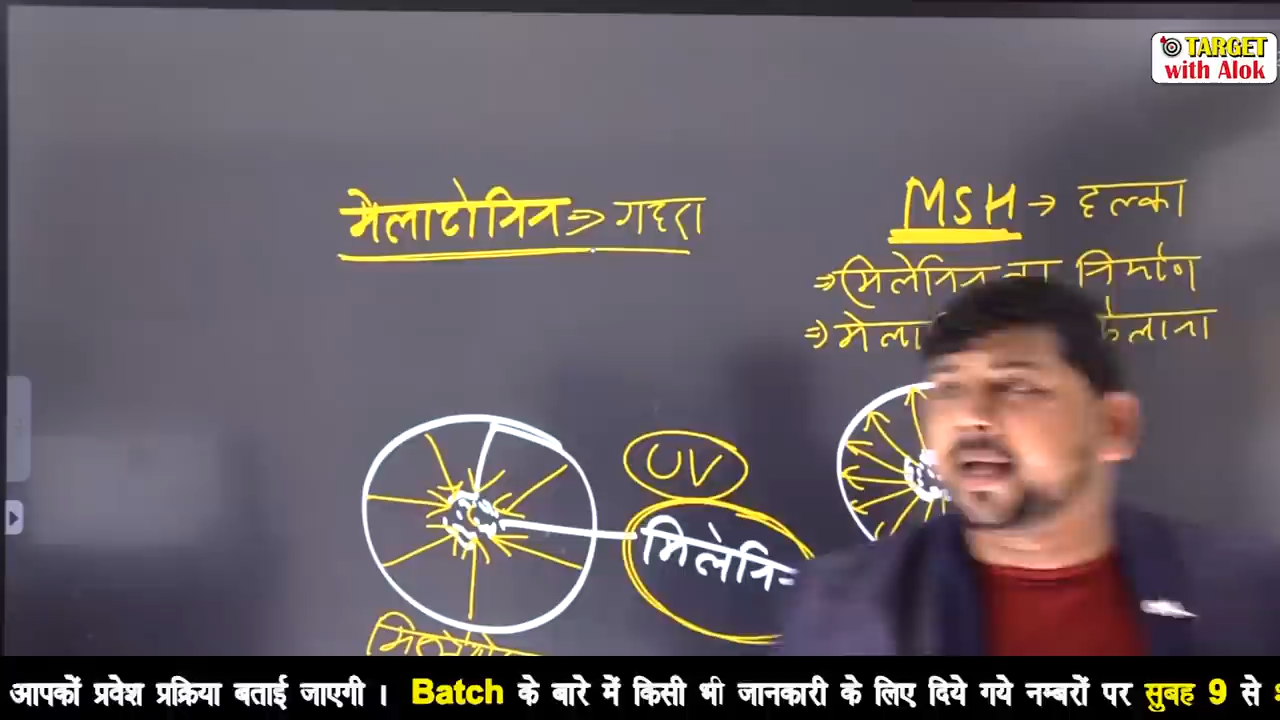 TARGET
with Alok
मैलाटोनिन ⇒ गहरा
MSH → हल्का
⇒ मिलेनिन का निर्माण
⇒ मेला फैलाना
UV
मिलेनि
आपकों प्रवेश प्रक्रिया बताई जाएगी । Batch के बारे में किसी भी जानकारी के लिए दिये गये नम्बरों पर सुबह 9 से